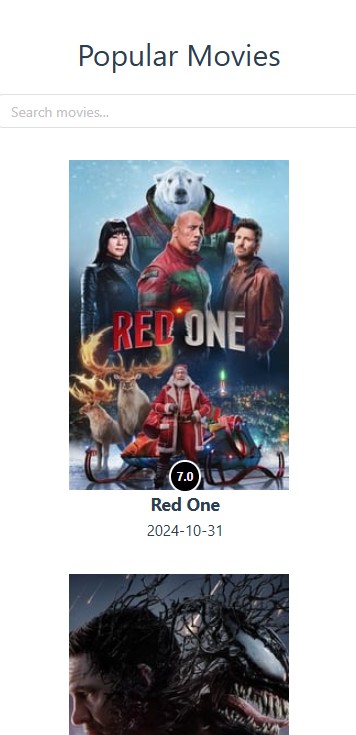 Popular Movies
Search movies...
RED ONE
7.0
Red One
2024-10-31